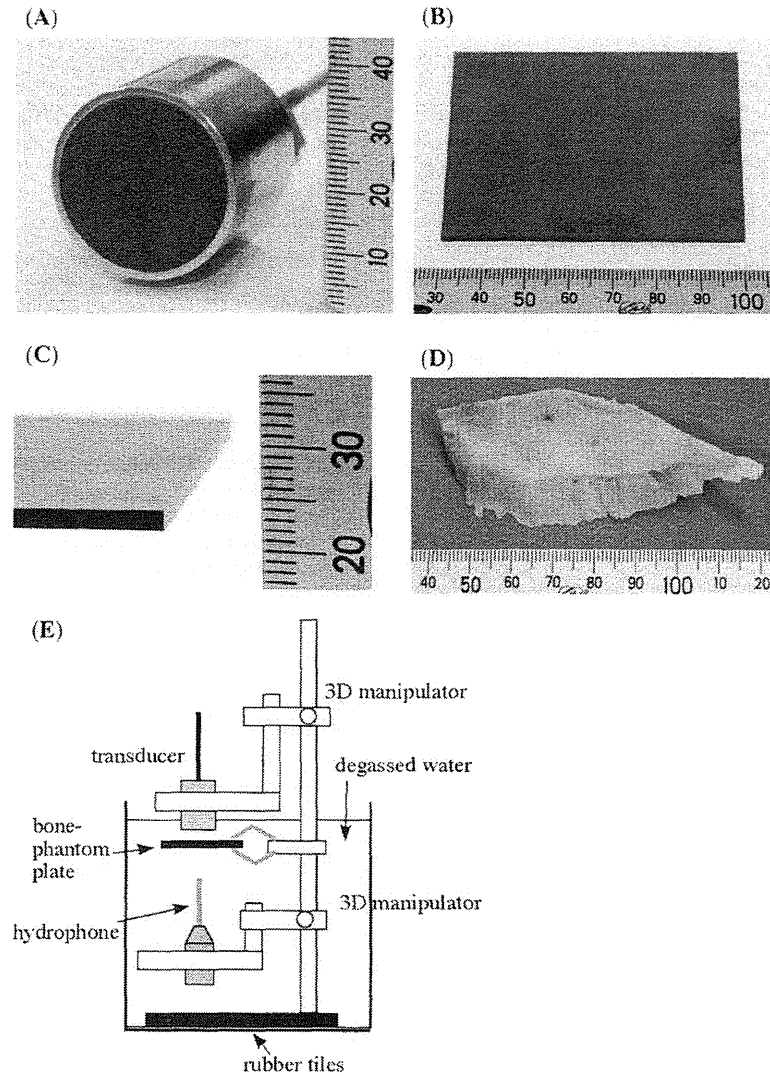 (A)
40
30
20
10
(B)
30 40 50 60 70 80 90 100
(C)
30
20
(D)
40 50 60 70 80 90 100 10 20
(E)
3D manipulator
transducer
degassed water
bone-
phantom
plate
3D manipulator
hydrophone
rubber tiles